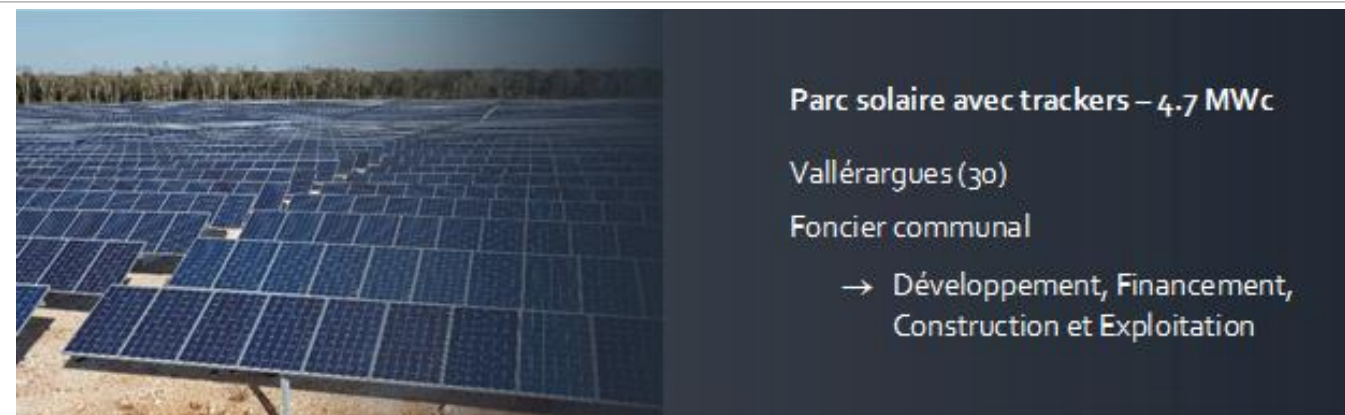 Parc solaire avec trackers – 4.7 MWc
Vallérargues (30)
Foncier communal
→ Développement, Financement,
Construction et Exploitation